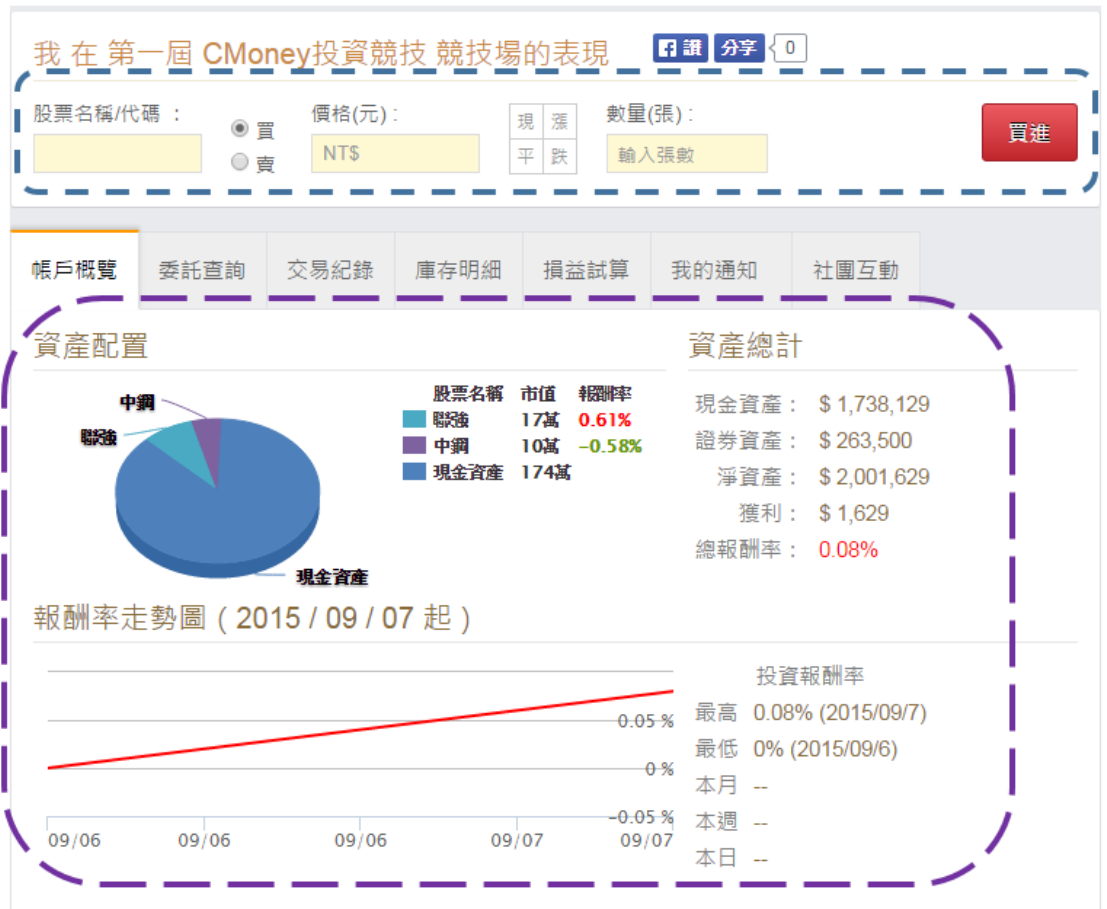 我 在 第一屆 CMoney投資競技 競技場的表現 讚 分享 0
股票名稱/代碼 : 買 賣 價格(元) : 現 漲 平 跌 數量(張) :
NT$ 輸入張數 買進
帳戶概覽 委託查詢 交易紀錄 庫存明細 損益試算 我的通知 社團互動
資產配置
中鋼
聯強
現金資產
股票名稱 市值 報酬率
聯強 17萬 0.61%
中鋼 10萬 -0.58%
現金資產 174萬
資產總計
現金資產 : $ 1,738,129
證券資產 : $ 263,500
淨資產 : $ 2,001,629
獲利 : $ 1,629
總報酬率 : 0.08%
報酬率走勢圖 ( 2015 / 09 / 07 起 )
0.05 %
0 %
-0.05 %
09/06 09/06 09/06 09/07 09/07
投資報酬率
最高 0.08% (2015/09/7)
最低 0% (2015/09/6)
本月 --
本週 --
本日 --